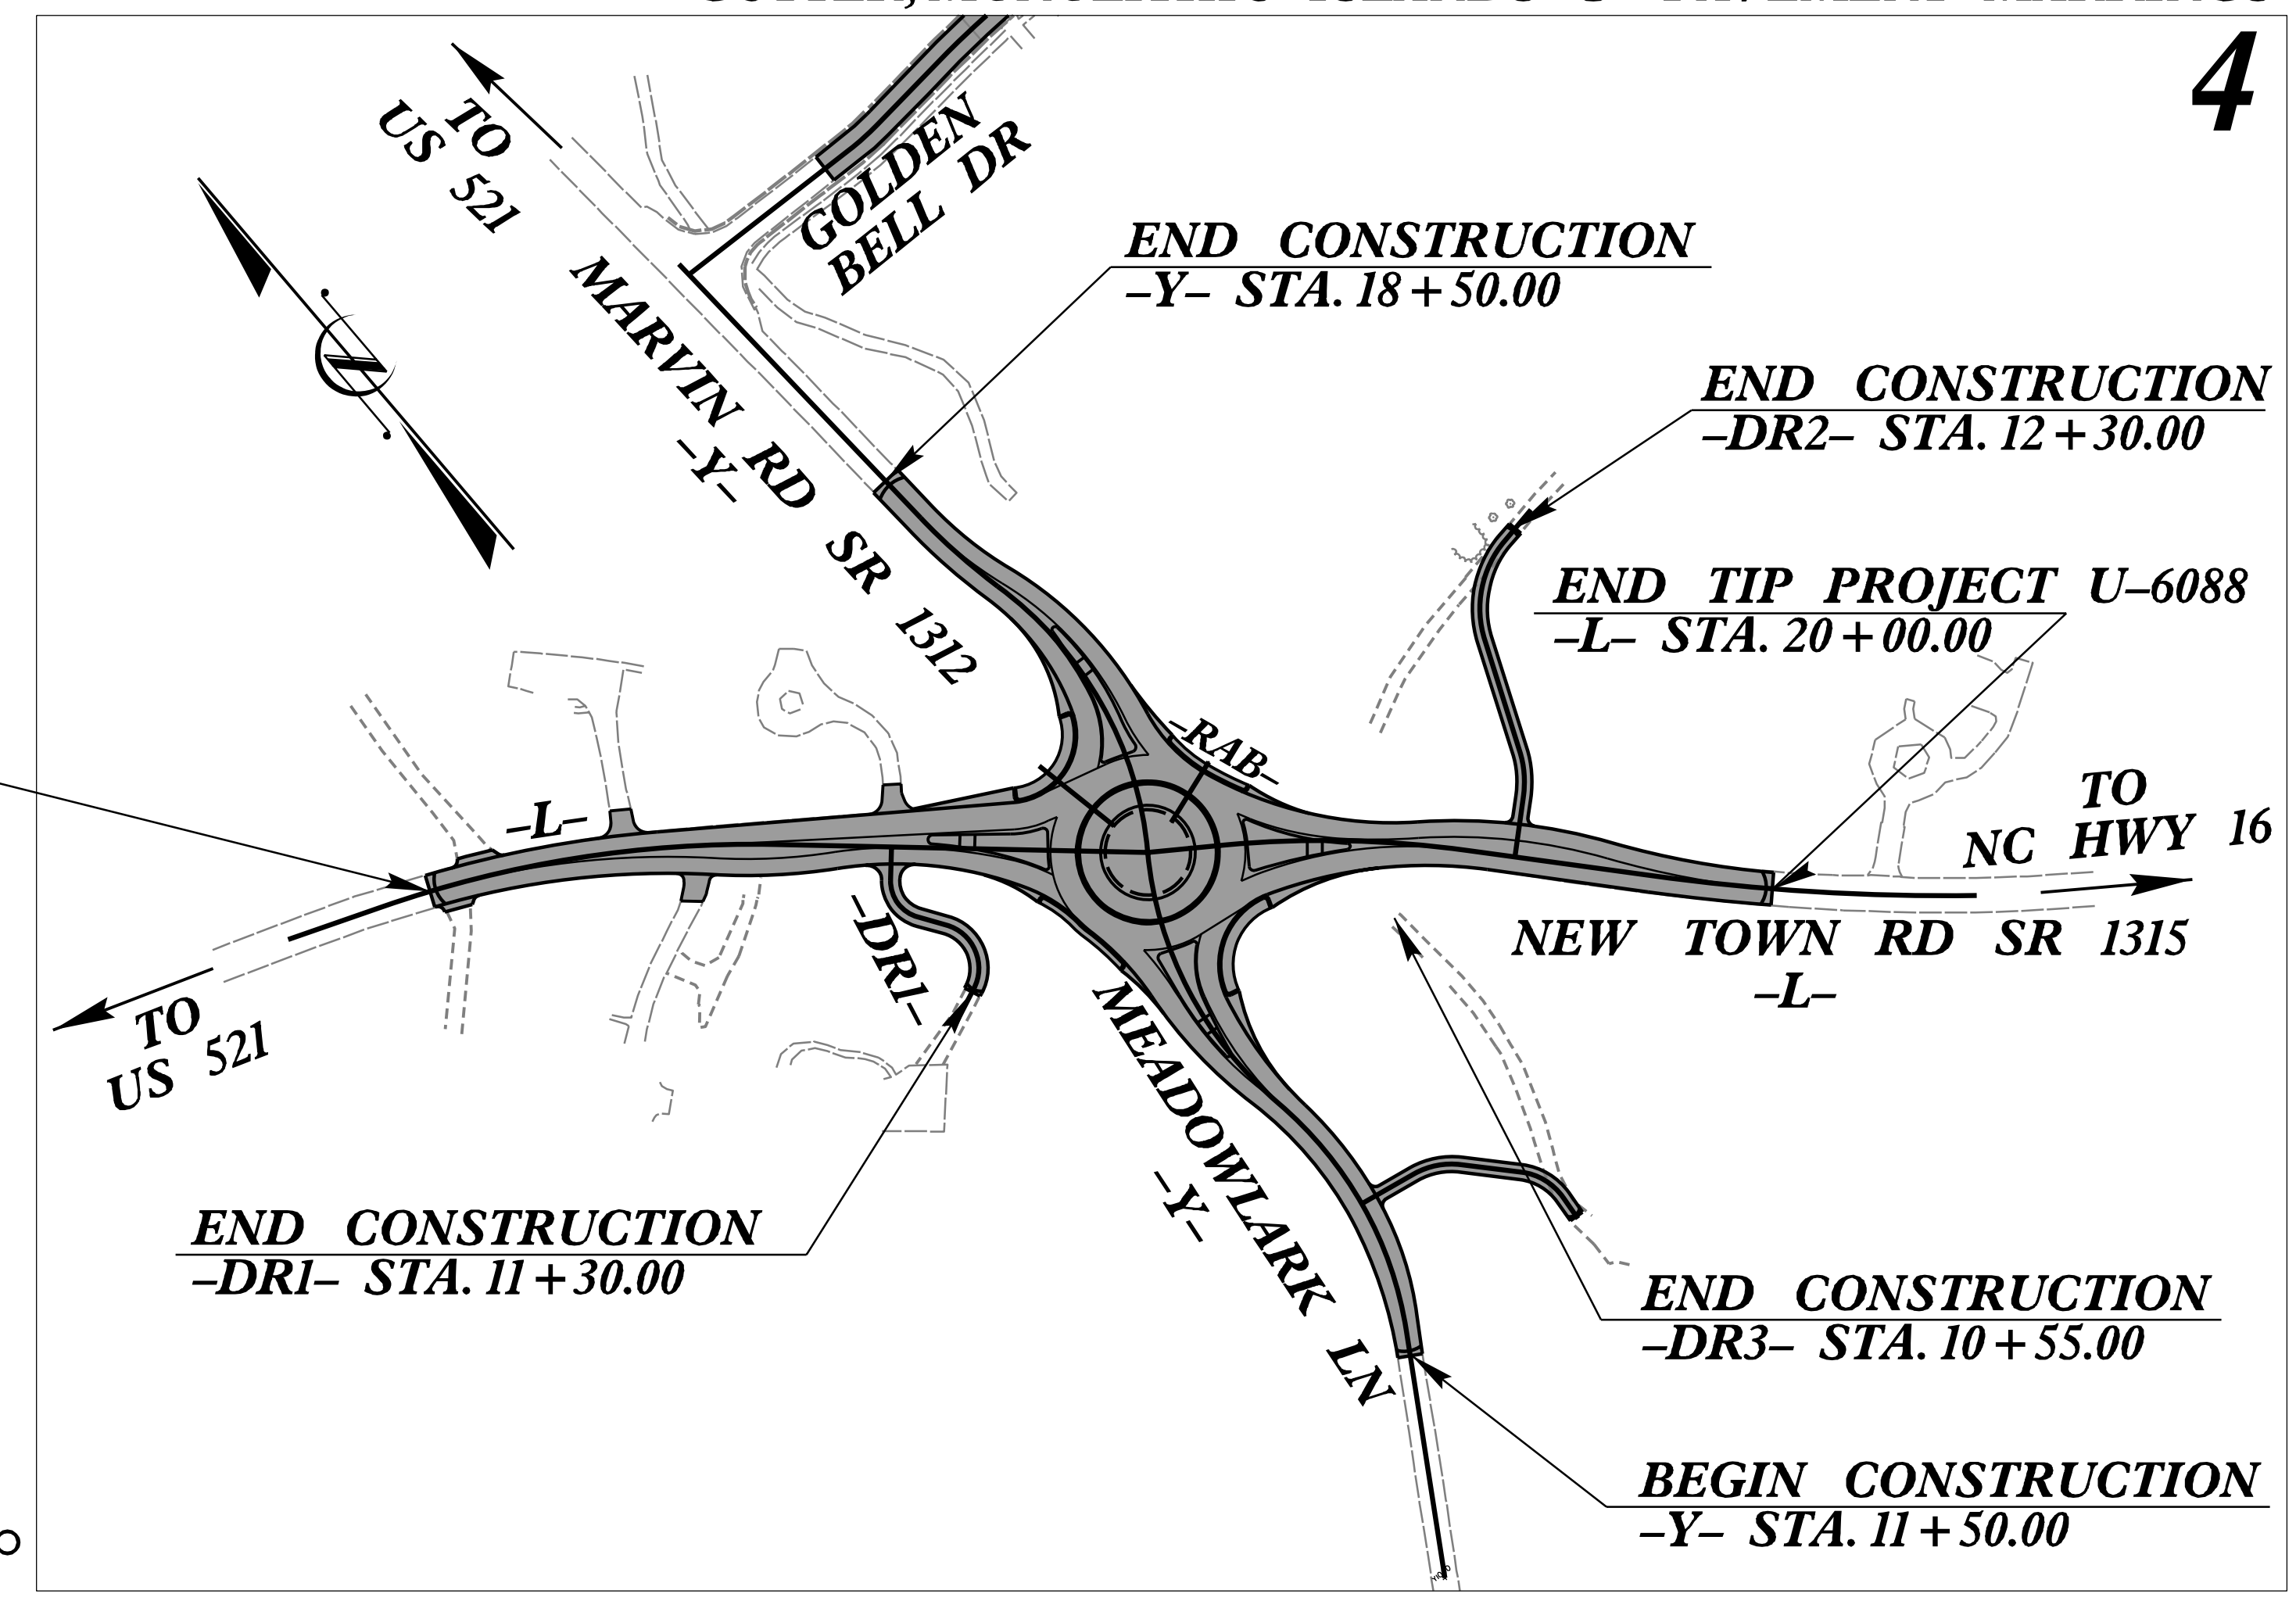 4
TO
US 521
GOLDEN
BELL DR
END CONSTRUCTION
–Y– STA. 18+50.00
MARVIN RD SR 1312
–Y–
END CONSTRUCTION
–DR2– STA. 12+30.00
END TIP PROJECT U–6088
–L– STA. 20+00.00
–RAB–
–L–
TO
NC HWY 16
NEW TOWN RD SR 1315
–L–
–DR1–
TO
US 521
MEADOWLARK LN
–Y–
END CONSTRUCTION
–DR1– STA. 11+30.00
END CONSTRUCTION
–DR3– STA. 10+55.00
BEGIN CONSTRUCTION
–Y– STA. 11+50.00